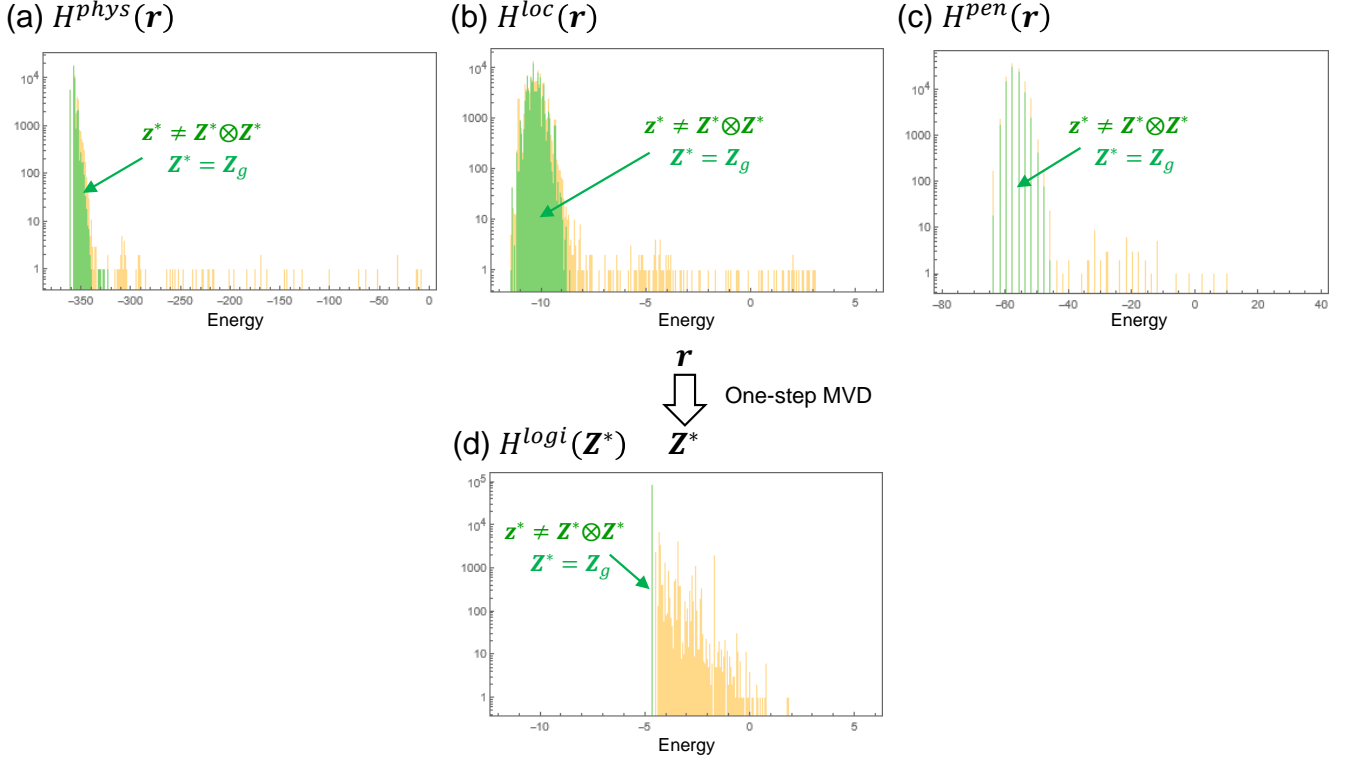 (a) H^phys(r)
(b) H^loc(r)
(c) H^pen(r)
10^4
1000
100
10
1
z* ≠ Z*⊗Z*
Z* = Z_g
−350 −300 −250 −200 −150 −100 −50 0
Energy
10^4
1000
100
10
1
z* ≠ Z*⊗Z*
Z* = Z_g
−10 −5 0 5
Energy
10^4
1000
100
10
1
z* ≠ Z*⊗Z*
Z* = Z_g
−80 −60 −40 −20 0 20 40
Energy
r
One-step MVD
(d) H^logi(Z*) Z*
10^5
10^4
1000
100
10
1
z* ≠ Z*⊗Z*
Z* = Z_g
−10 −5 0 5
Energy